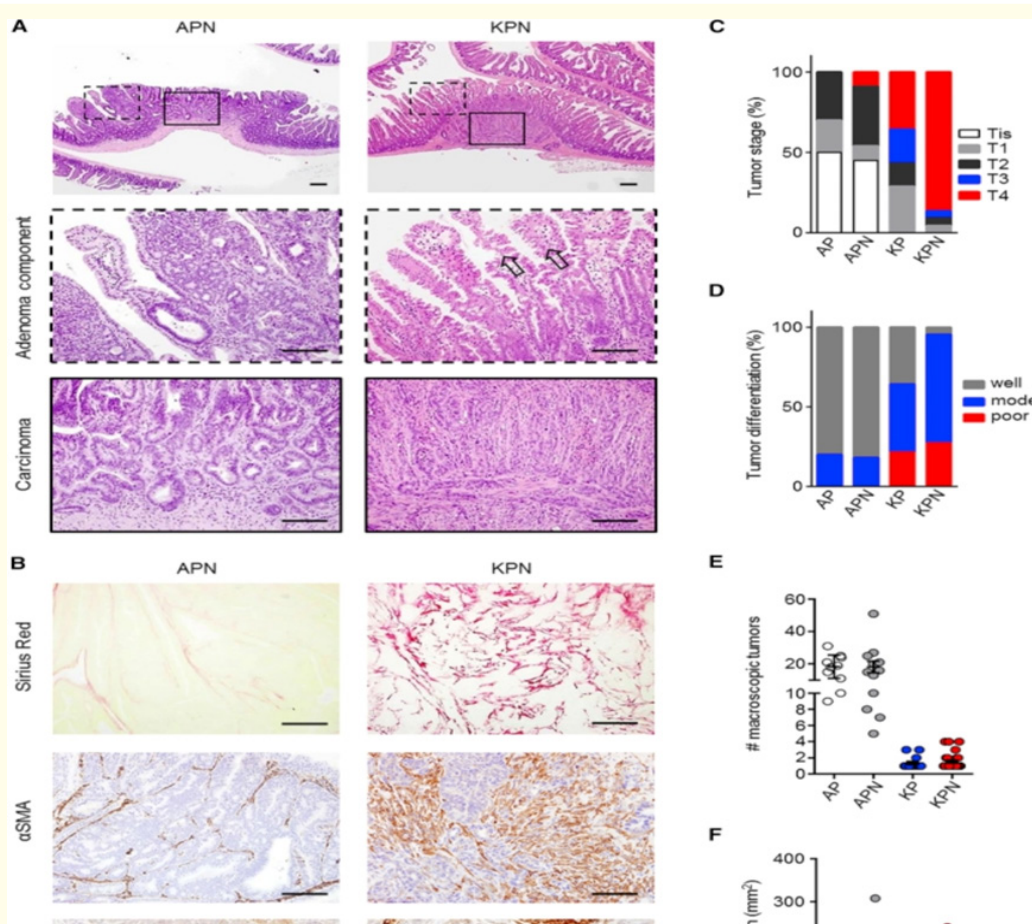 A
APN
KPN
Adenoma component
Carcinoma
B
APN
KPN
Sirius Red
αSMA
C
Tumor stage (%)
100
50
0
AP
APN
KP
KPN
Tis
T1
T2
T3
T4
D
Tumor differentiation (%)
100
50
0
AP
APN
KP
KPN
well
mode
poor
E
# macroscopic tumors
60
40
20
10
8
6
4
2
0
AP
APN
KP
KPN
F
(mm²)
400
300